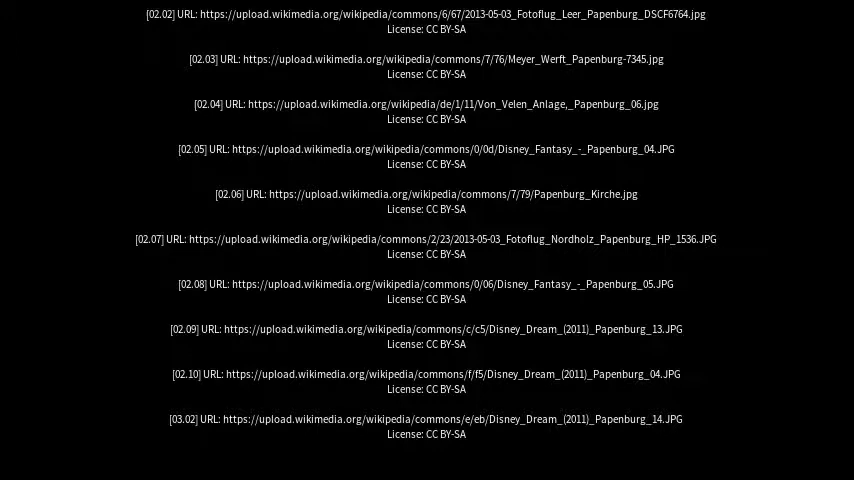 [02.02] URL: https://upload.wikimedia.org/wikipedia/commons/6/67/2013-05-03_Fotoflug_Leer_Papenburg_DSCF6764.jpg
License: CC BY-SA
[02.03] URL: https://upload.wikimedia.org/wikipedia/commons/7/76/Meyer_Werft_Papenburg-7345.jpg
License: CC BY-SA
[02.04] URL: https://upload.wikimedia.org/wikipedia/de/1/11/Von_Velen_Anlage,_Papenburg_06.jpg
License: CC BY-SA
[02.05] URL: https://upload.wikimedia.org/wikipedia/commons/0/0d/Disney_Fantasy_-_Papenburg_04.JPG
License: CC BY-SA
[02.06] URL: https://upload.wikimedia.org/wikipedia/commons/7/79/Papenburg_Kirche.jpg
License: CC BY-SA
[02.07] URL: https://upload.wikimedia.org/wikipedia/commons/2/23/2013-05-03_Fotoflug_Nordholz_Papenburg_HP_1536.JPG
License: CC BY-SA
[02.08] URL: https://upload.wikimedia.org/wikipedia/commons/0/06/Disney_Fantasy_-_Papenburg_05.JPG
License: CC BY-SA
[02.09] URL: https://upload.wikimedia.org/wikipedia/commons/c/c5/Disney_Dream_(2011)_Papenburg_13.JPG
License: CC BY-SA
[02.10] URL: https://upload.wikimedia.org/wikipedia/commons/f/f5/Disney_Dream_(2011)_Papenburg_04.JPG
License: CC BY-SA
[03.02] URL: https://upload.wikimedia.org/wikipedia/commons/e/eb/Disney_Dream_(2011)_Papenburg_14.JPG
License: CC BY-SA